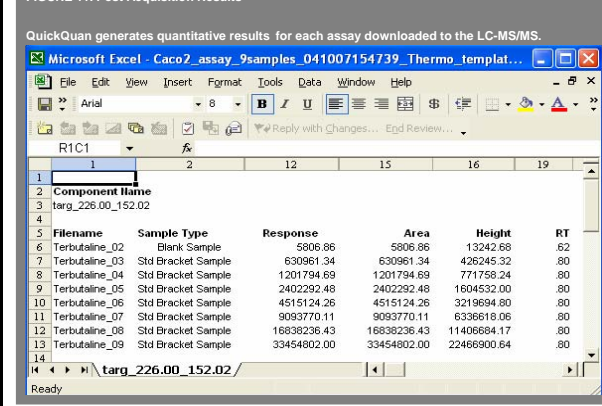 QuickQuan generates quantitative results for each assay downloaded to the LC-MS/MS.
Microsoft Excel - Caco2_assay_9samples_041007154739_Thermo_templat...
File Edit View Insert Format Tools Data Window Help
Arial 8 B I U $ A
Reply with Changes... End Review...
R1C1 fx
1 2 12 15 16 19
1
2 Component Name
3 targ_226.00_152.02
4
5 Filename Sample Type Response Area Height RT
6 Terbutaline_02 Blank Sample 5806.86 5806.86 13242.68 .62
7 Terbutaline_03 Std Bracket Sample 630961.34 630961.34 426245.32 .80
8 Terbutaline_04 Std Bracket Sample 1201794.69 1201794.69 771758.24 .80
9 Terbutaline_05 Std Bracket Sample 2402292.48 2402292.48 1604532.00 .80
10 Terbutaline_06 Std Bracket Sample 4515124.26 4515124.26 3219694.80 .80
11 Terbutaline_07 Std Bracket Sample 9093770.11 9093770.11 6336618.06 .80
12 Terbutaline_08 Std Bracket Sample 16838236.43 16838236.43 11406684.17 .80
13 Terbutaline_09 Std Bracket Sample 33454802.00 33454802.00 22466900.64 .80
14
targ_226.00_152.02
Ready